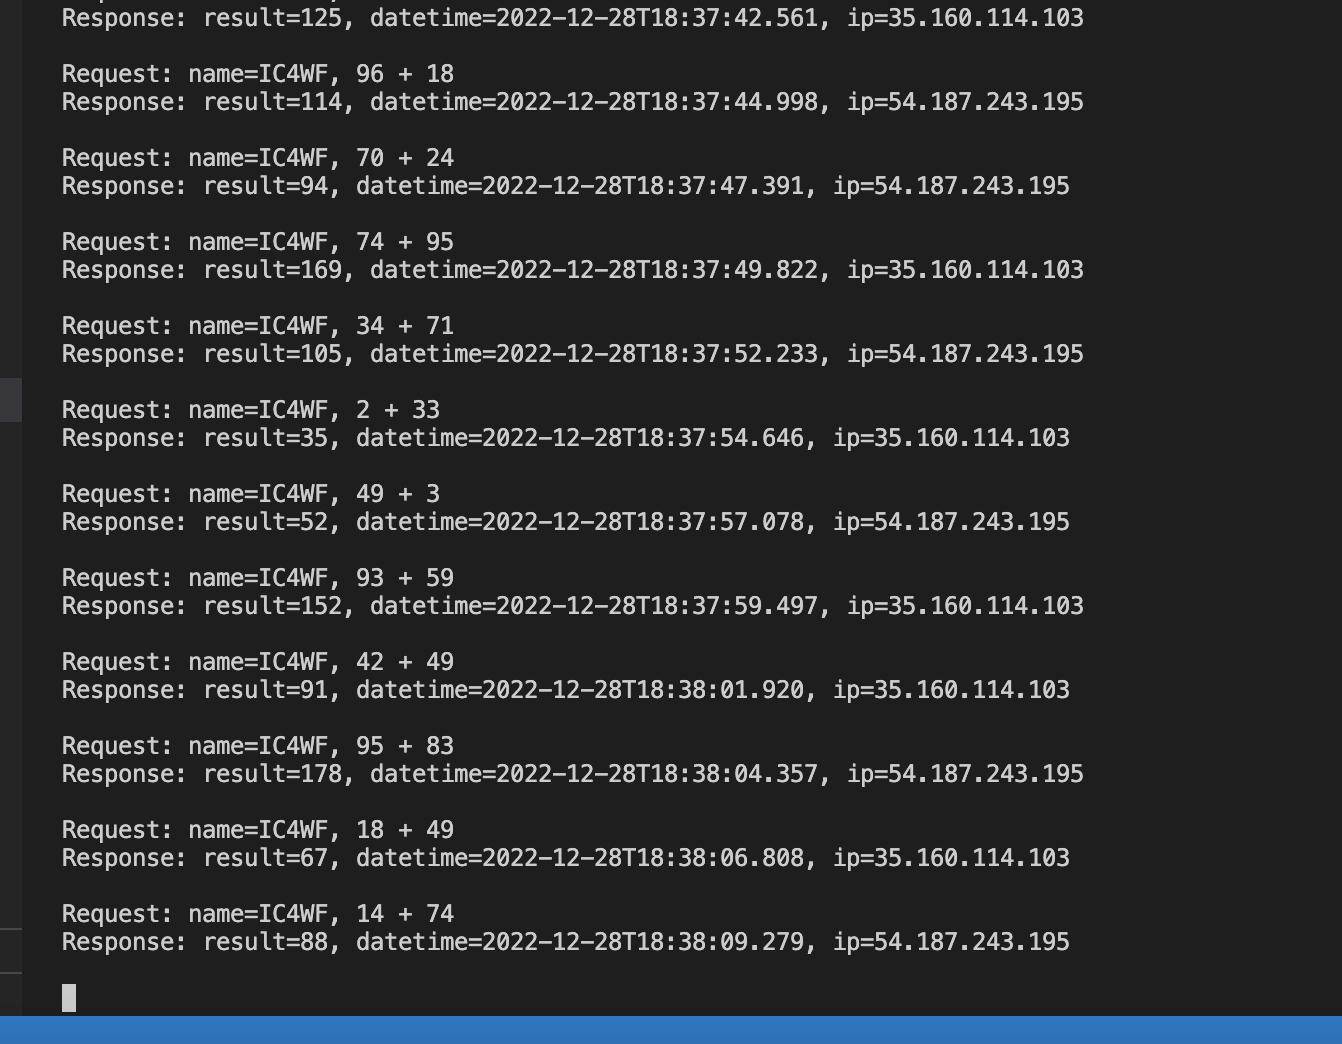 Response: result=125, datetime=2022-12-28T18:37:42.561, ip=35.160.114.103
Request: name=IC4WF, 96 + 18
Response: result=114, datetime=2022-12-28T18:37:44.998, ip=54.187.243.195
Request: name=IC4WF, 70 + 24
Response: result=94, datetime=2022-12-28T18:37:47.391, ip=54.187.243.195
Request: name=IC4WF, 74 + 95
Response: result=169, datetime=2022-12-28T18:37:49.822, ip=35.160.114.103
Request: name=IC4WF, 34 + 71
Response: result=105, datetime=2022-12-28T18:37:52.233, ip=54.187.243.195
Request: name=IC4WF, 2 + 33
Response: result=35, datetime=2022-12-28T18:37:54.646, ip=35.160.114.103
Request: name=IC4WF, 49 + 3
Response: result=52, datetime=2022-12-28T18:37:57.078, ip=54.187.243.195
Request: name=IC4WF, 93 + 59
Response: result=152, datetime=2022-12-28T18:37:59.497, ip=35.160.114.103
Request: name=IC4WF, 42 + 49
Response: result=91, datetime=2022-12-28T18:38:01.920, ip=35.160.114.103
Request: name=IC4WF, 95 + 83
Response: result=178, datetime=2022-12-28T18:38:04.357, ip=54.187.243.195
Request: name=IC4WF, 18 + 49
Response: result=67, datetime=2022-12-28T18:38:06.808, ip=35.160.114.103
Request: name=IC4WF, 14 + 74
Response: result=88, datetime=2022-12-28T18:38:09.279, ip=54.187.243.195